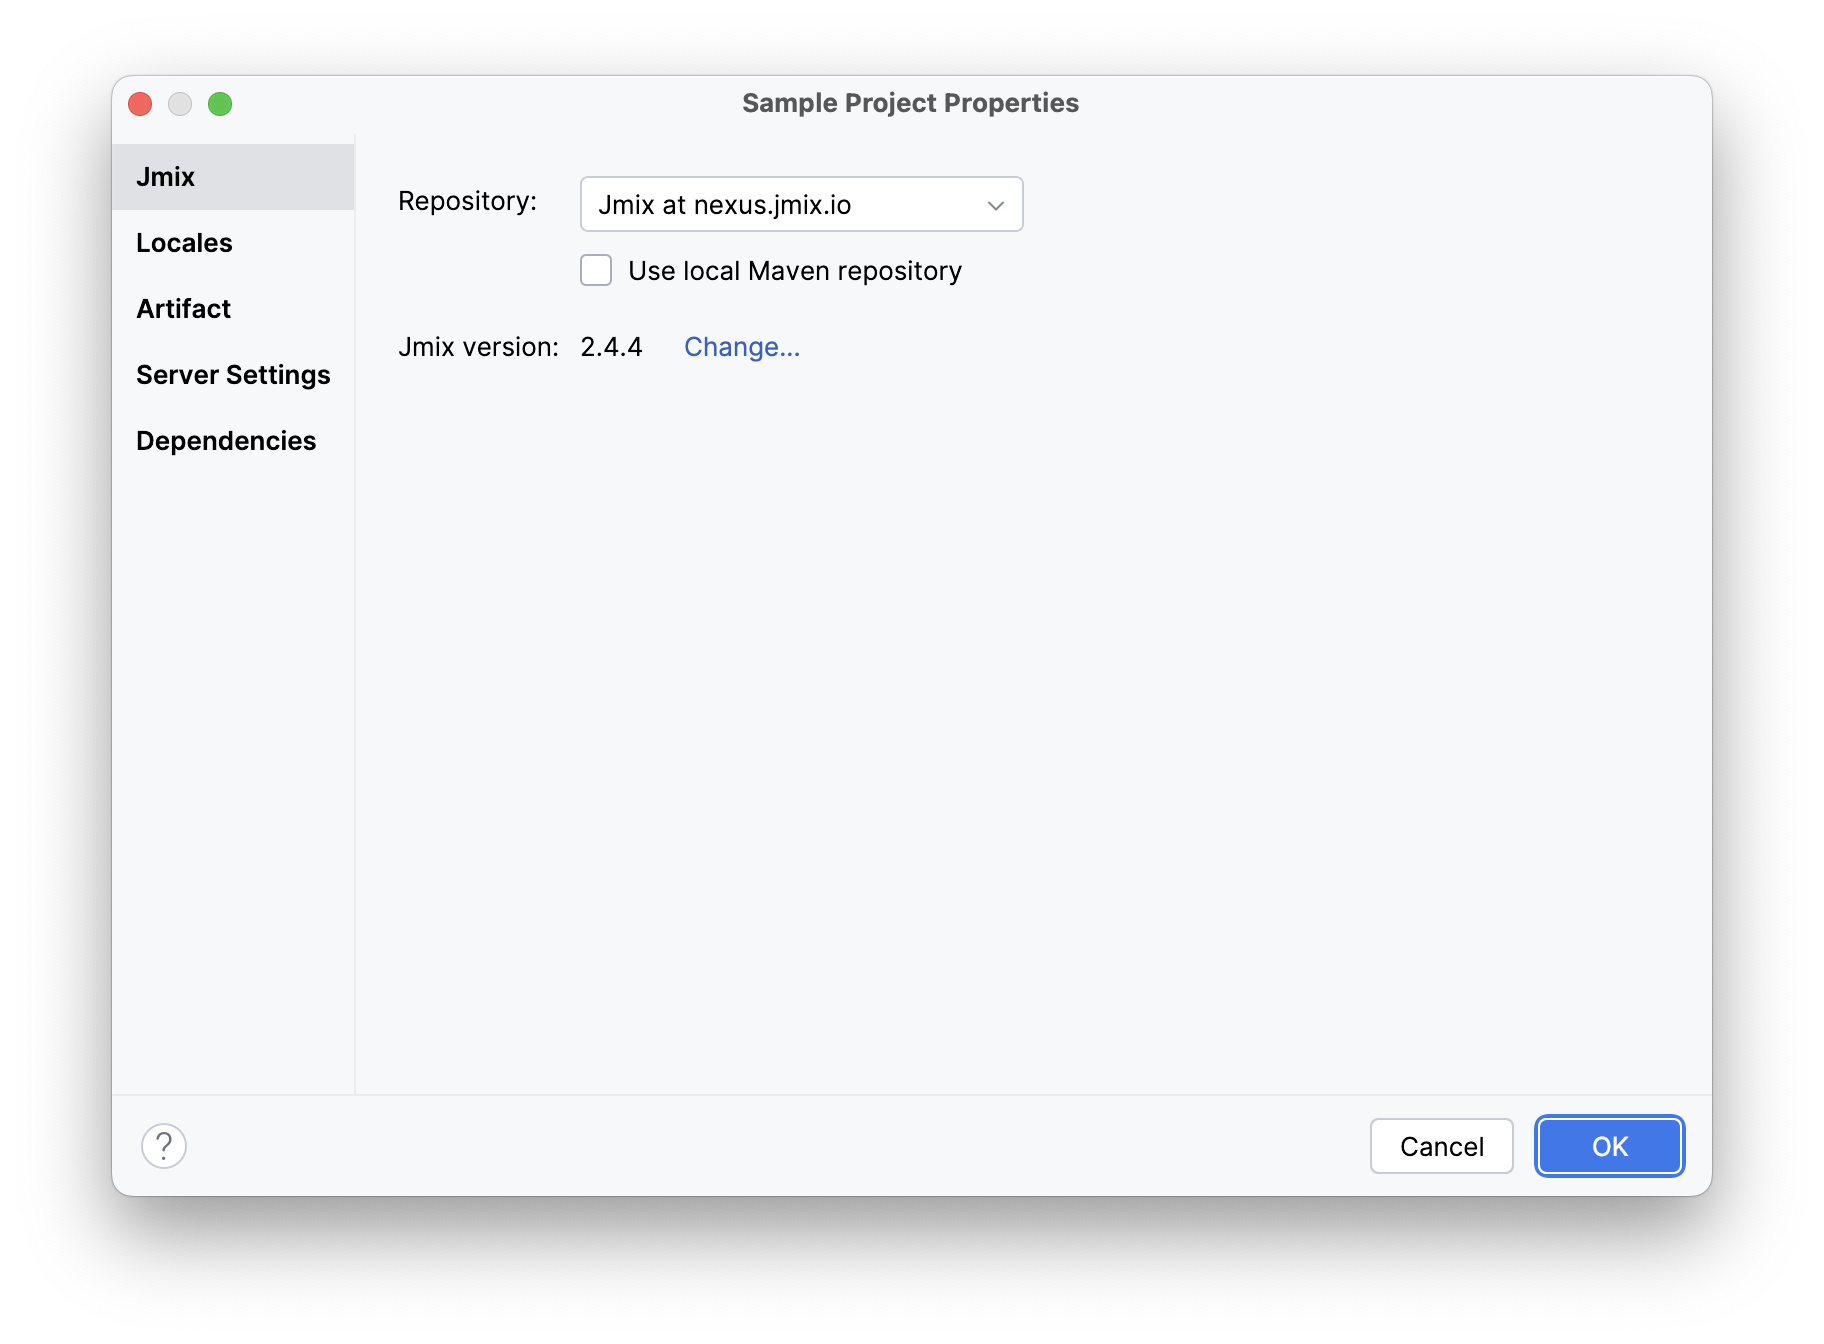 Sample Project Properties
Jmix
Locales
Artifact
Server Settings
Dependencies
Repository:
Jmix at nexus.jmix.io
Use local Maven repository
Jmix version: 2.4.4 Change...
?
Cancel
OK